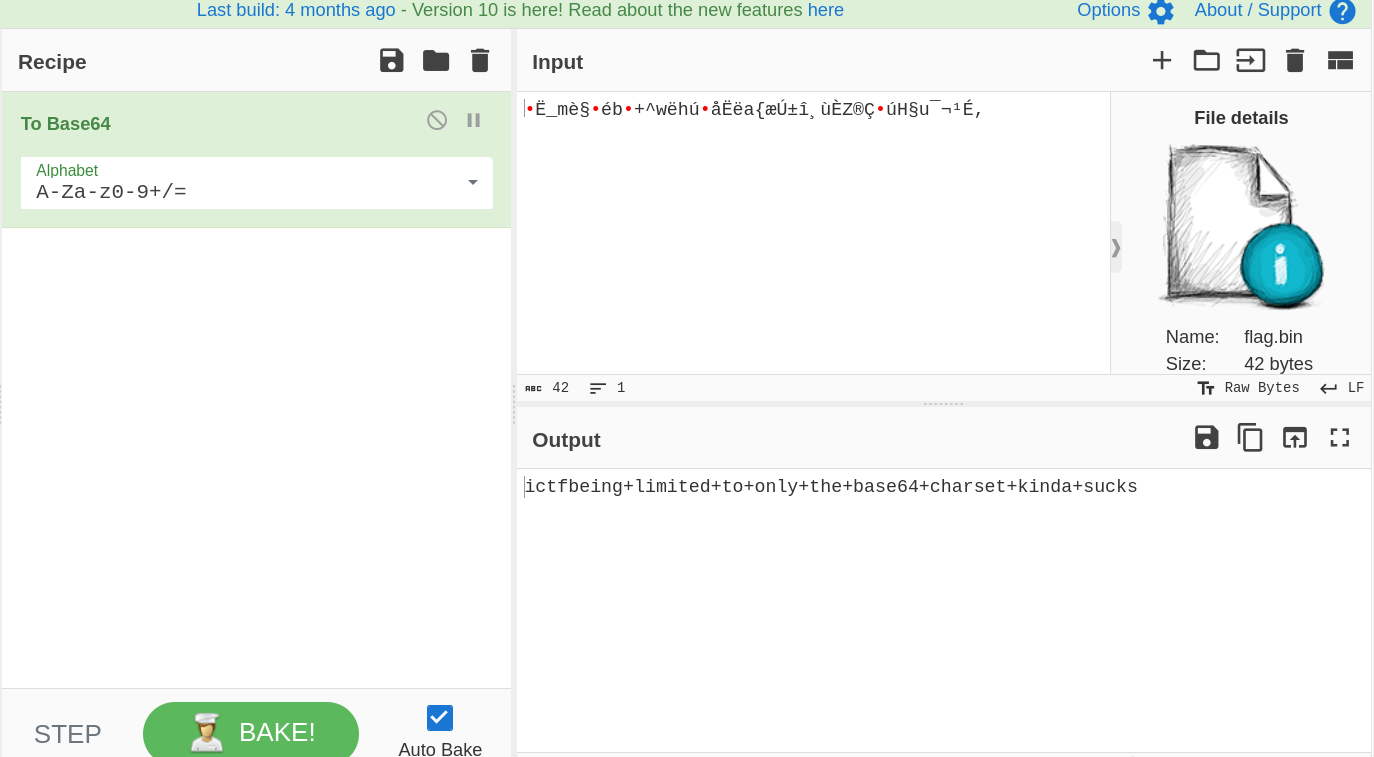 Last build: 4 months ago - Version 10 is here! Read about the new features here
Options
About / Support
Recipe
To Base64
Alphabet
A-Za-z0-9+/=
STEP
BAKE!
Auto Bake
Input
•Ë_mè§•éb•+^wëhú•åËëa{æÚ±î¸ùÈZ®Ç•úH§u¯¬¹É,
File details
Name: flag.bin
Size: 42 bytes
ABC 42 1
Raw Bytes LF
Output
ictfbeing+limited+to+only+the+base64+charset+kinda+sucks